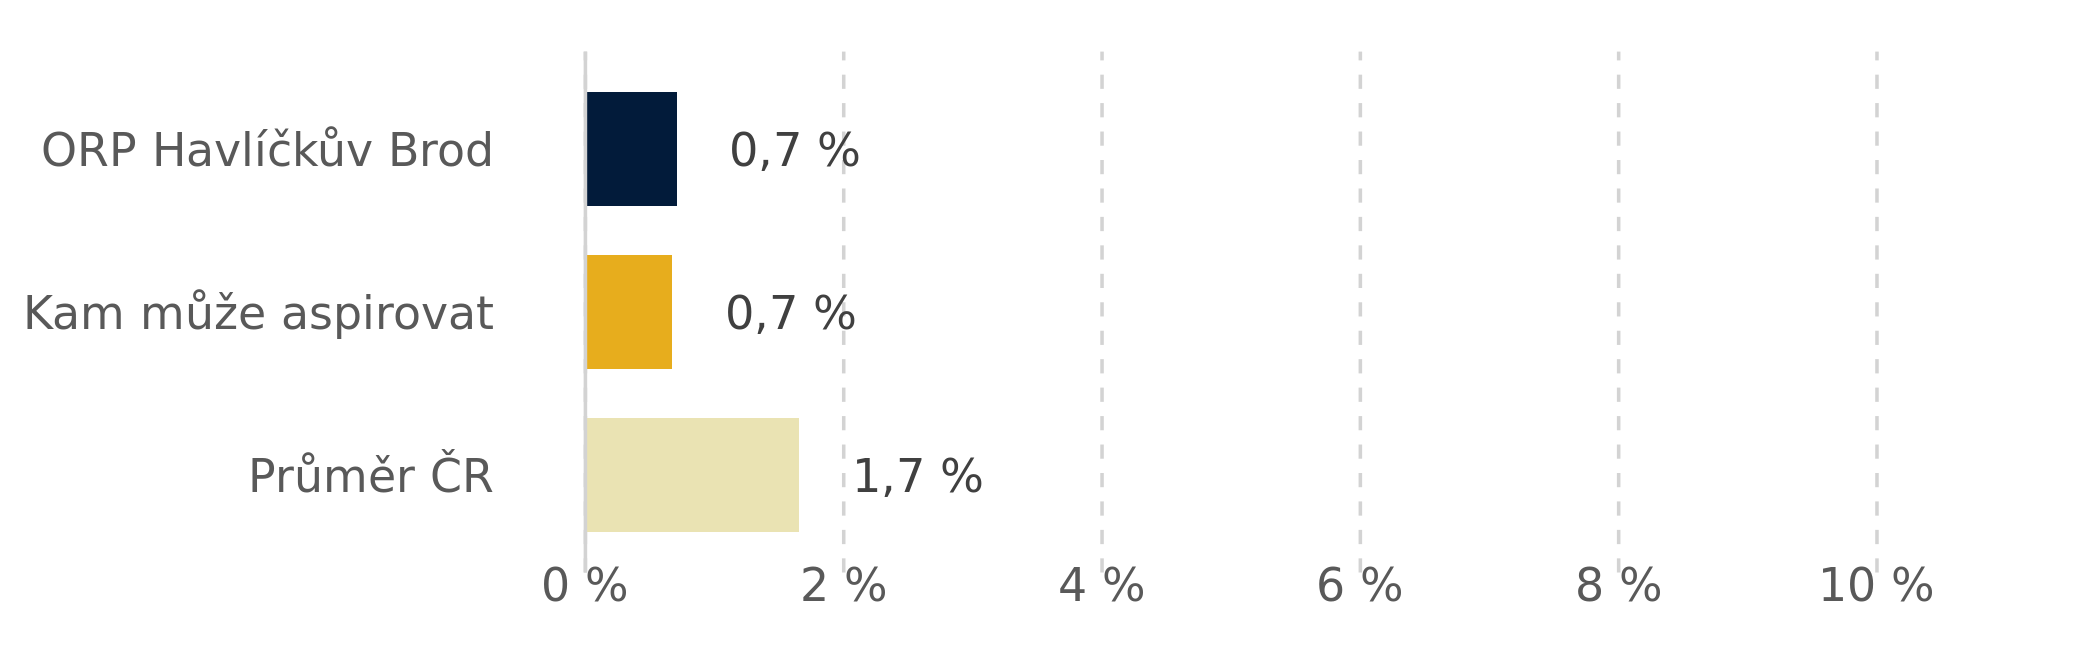 ORP Havlíčkův Brod 0,7 %
Kam může aspirovat 0,7 %
Průměr ČR 1,7 %
0 % 2 % 4 % 6 % 8 % 10 %